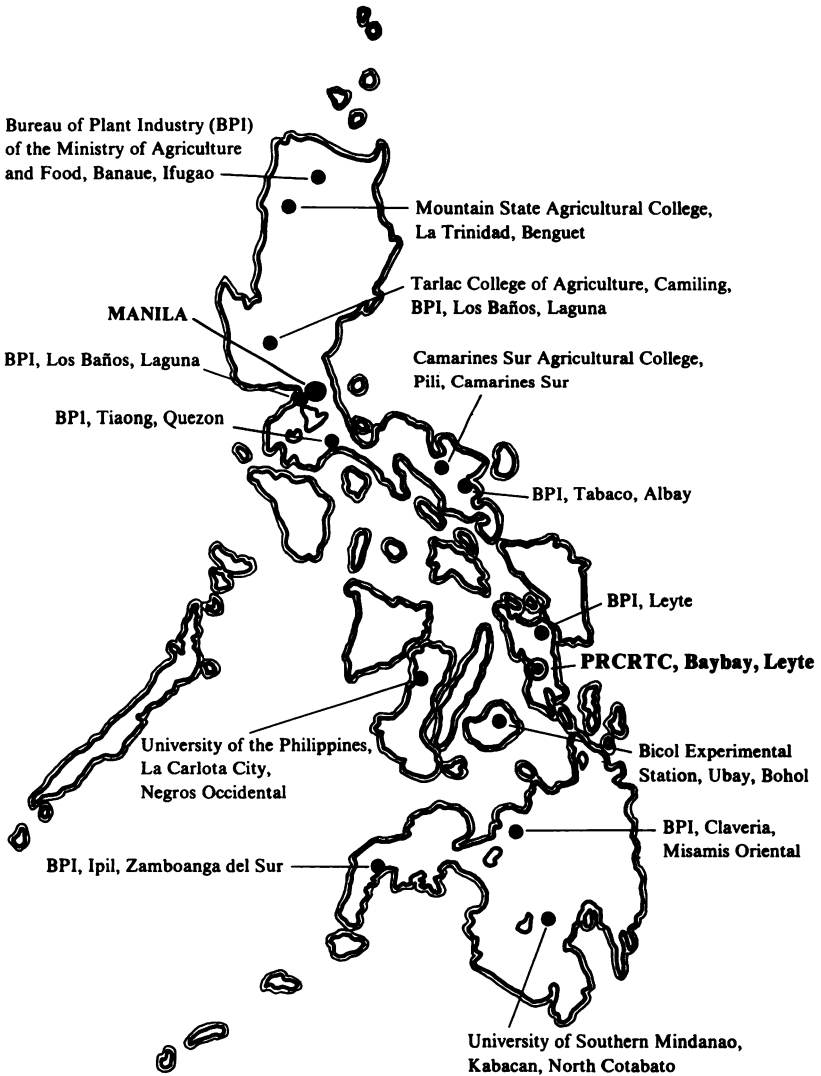 Bureau of Plant Industry (BPI)
of the Ministry of Agriculture
and Food, Banaue, Ifugao
Mountain State Agricultural College,
La Trinidad, Benguet
Tarlac College of Agriculture, Camiling,
BPI, Los Baños, Laguna
MANILA
BPI, Los Baños, Laguna
Camarines Sur Agricultural College,
Pili, Camarines Sur
BPI, Tiaong, Quezon
BPI, Tabaco, Albay
BPI, Leyte
PRCRTC, Baybay, Leyte
University of the Philippines,
La Carlota City,
Negros Occidental
Bicol Experimental
Station, Ubay, Bohol
BPI, Claveria,
Misamis Oriental
BPI, Ipil, Zamboanga del Sur
University of Southern Mindanao,
Kabacan, North Cotabato